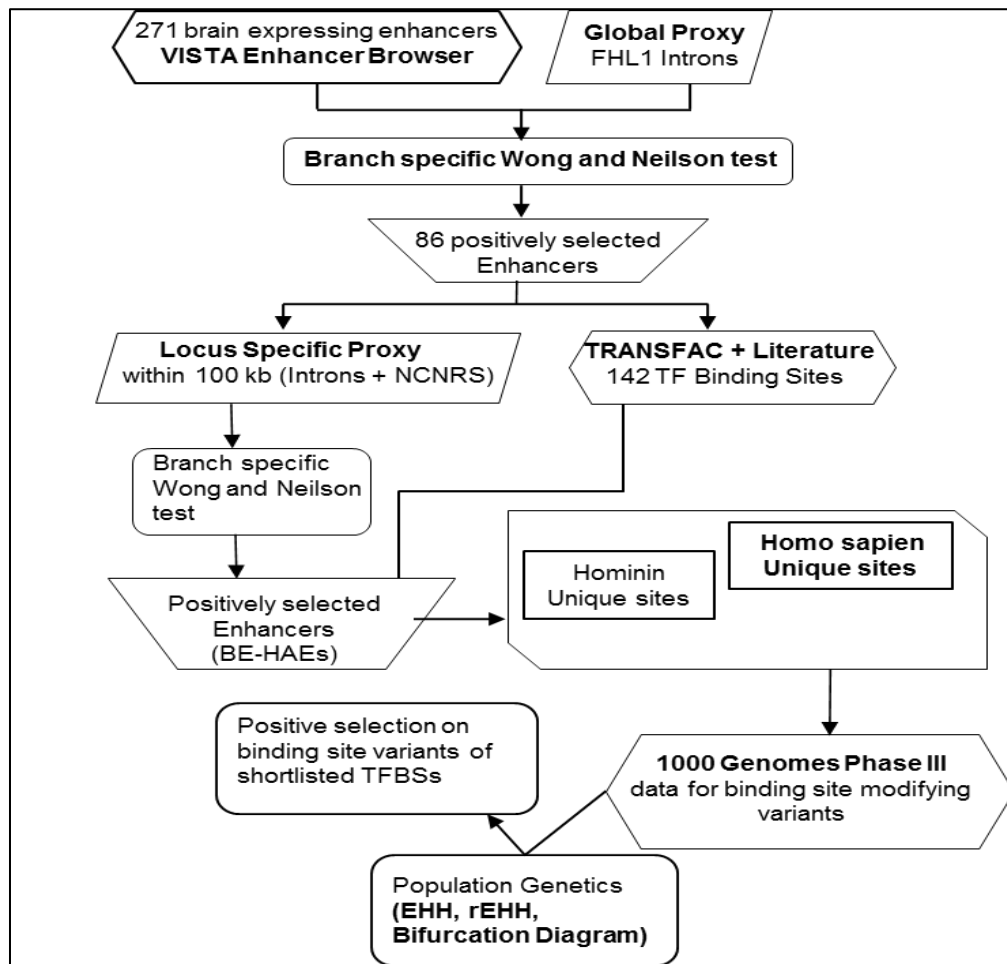 271 brain expressing enhancers
VISTA Enhancer Browser
Global Proxy
FHL1 Introns
Branch specific Wong and Neilson test
86 positively selected
Enhancers
Locus Specific Proxy
within 100 kb (Introns + NCNRS)
TRANSFAC + Literature
142 TF Binding Sites
Branch specific
Wong and Neilson
test
Positively selected
Enhancers
(BE-HAEs)
Hominin
Unique sites
Homo sapien
Unique sites
Positive selection on
binding site variants of
shortlisted TFBSs
1000 Genomes Phase III
data for binding site modifying
variants
Population Genetics
(EHH, rEHH,
Bifurcation Diagram)